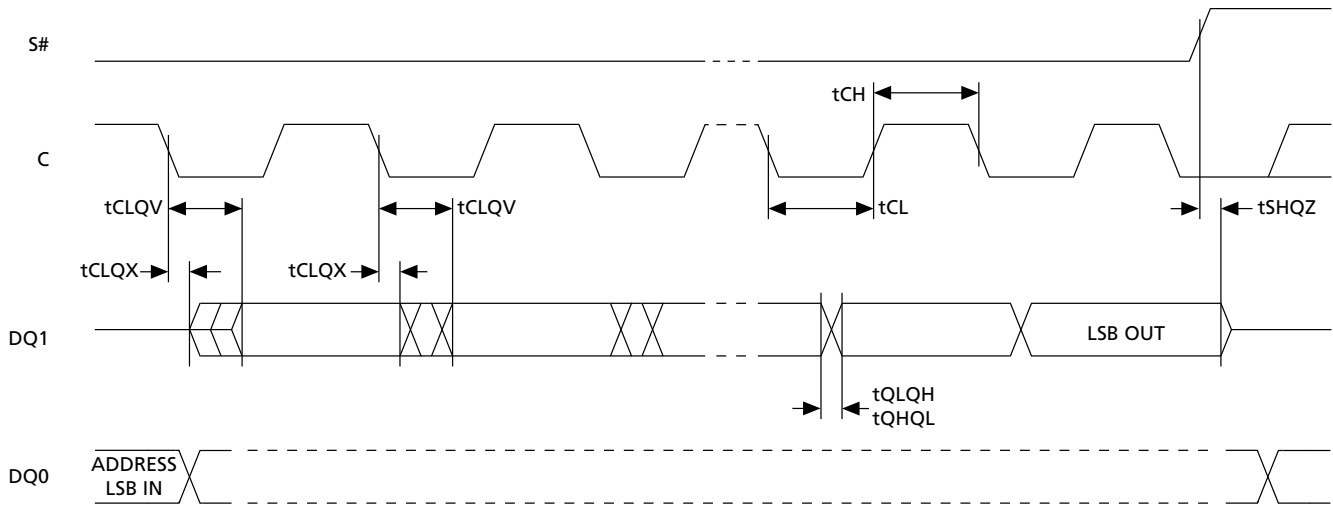 S#
tCH
C
tCLQV
tCLQV
tCL
tSHQZ
tCLQX
tCLQX
DQ1
LSB OUT
tQLQH
tQHQL
DQ0
ADDRESS
LSB IN